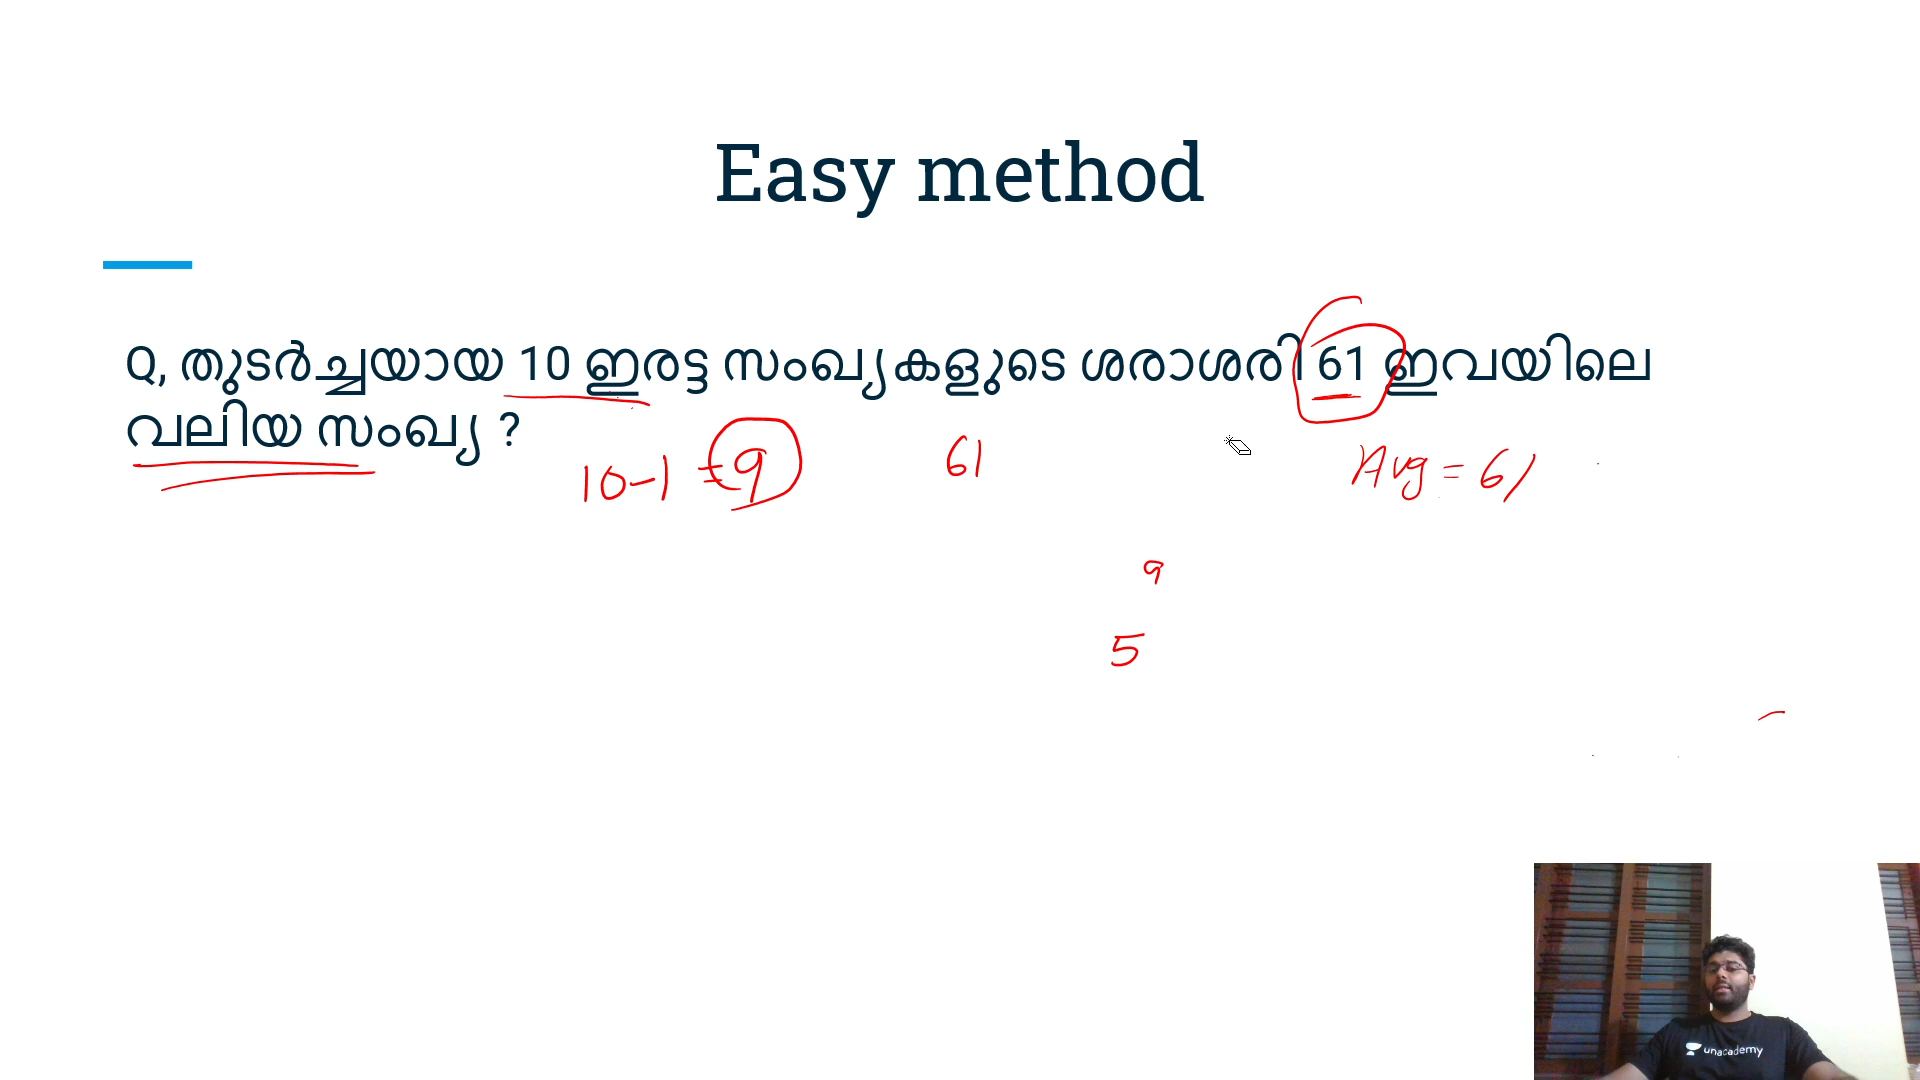 Easy method
Q, തുടർച്ചയായ 10 ഇരട്ട സംഖ്യകളുടെ ശരാശരി 61 ഇവയിലെ
വലിയ സംഖ്യ ?
10-1 = 9
61
Avg = 61
9
5
unacademy